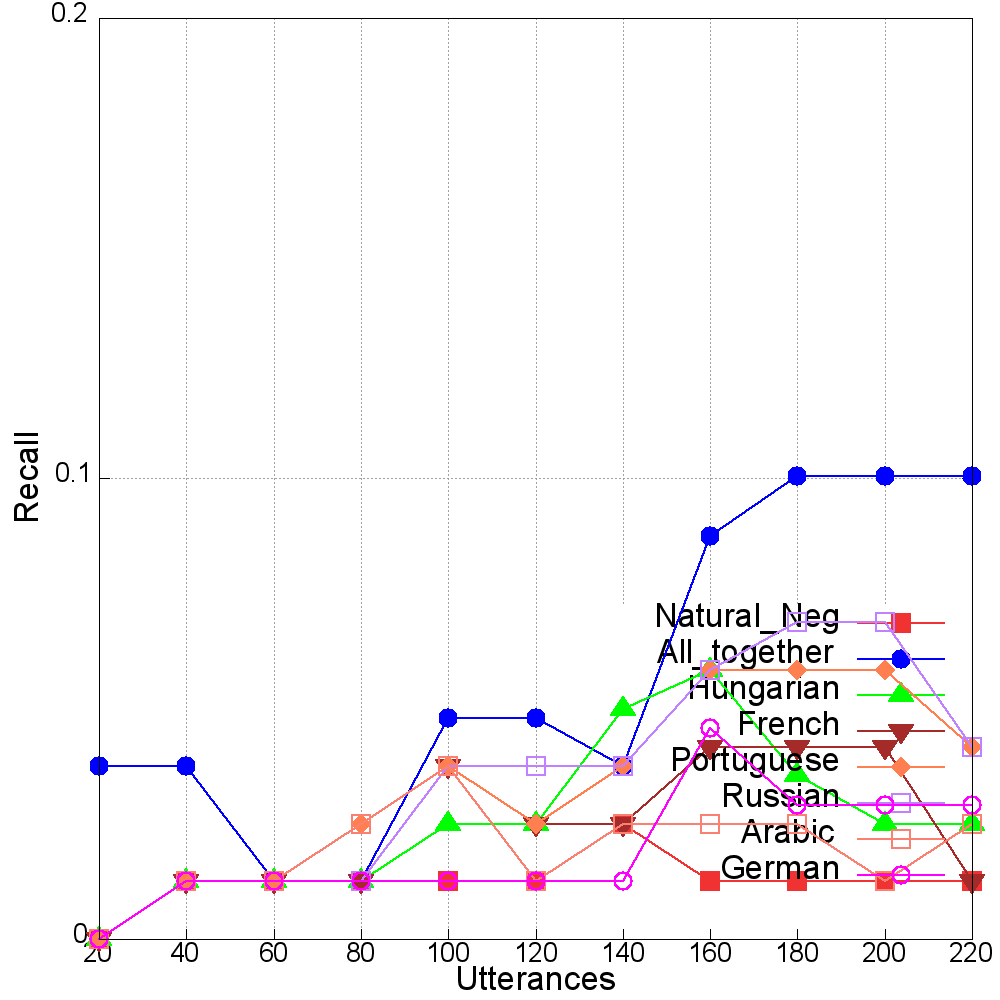 0.2
Recall
0.1
Natural_Neg
All_together
Hungarian
French
Portuguese
Russian
Arabic
German
0
20 40 60 80 100 120 140 160 180 200 220
Utterances